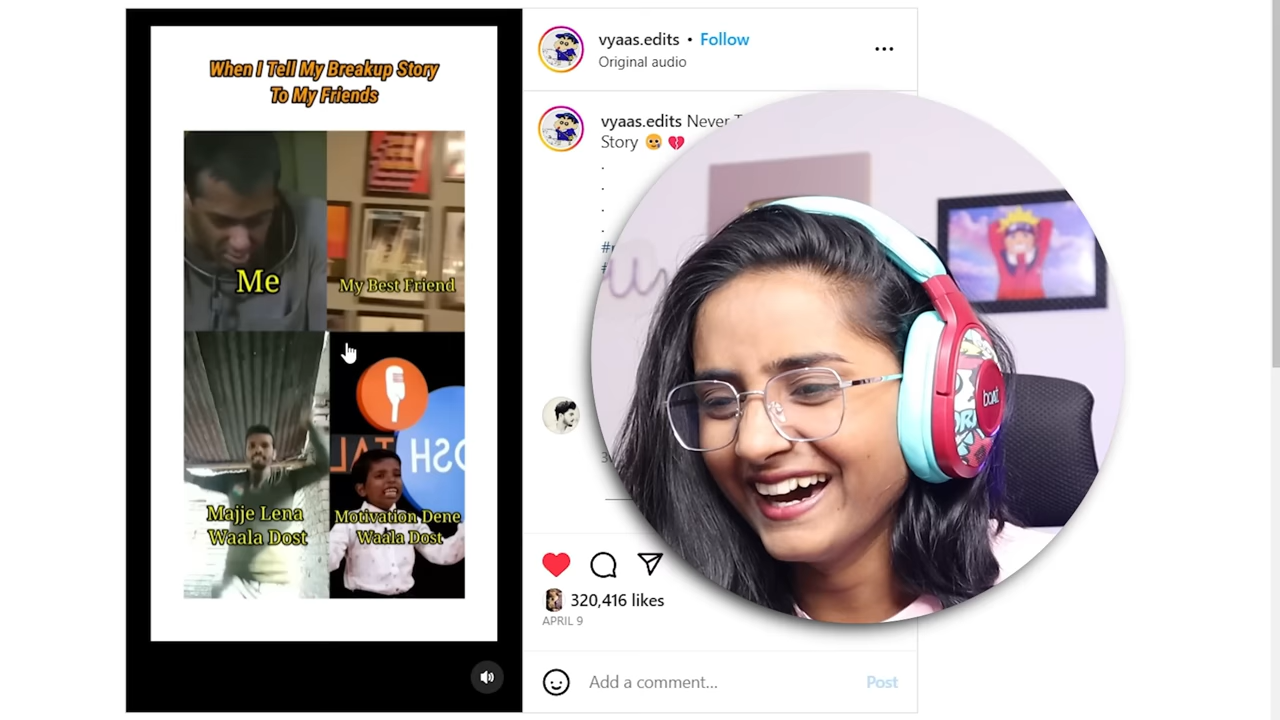 When I Tell My Breakup Story
To My Friends
Me
My Best Friend
Majje Lena
Waala Dost
Motivation Dene
Waala Dost
vyaas.edits • Follow
Original audio
vyaas.edits Never
Story 😀 💔
.
.
.
.
boat
320,416 likes
APRIL 9
Add a comment...
Post